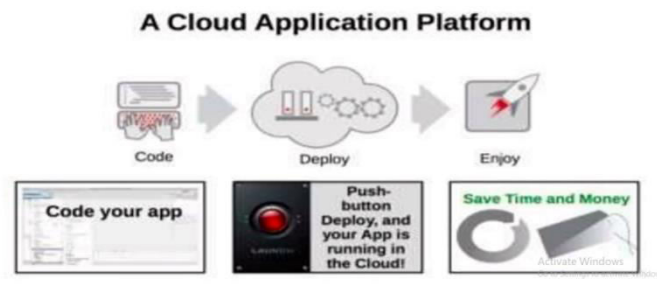 A Cloud Application Platform
Code
Deploy
Enjoy
Code your app
LAUNCH
Push-
button
Deploy, and
your App is
running in
the Cloud!
Save Time and Money
Activate Windows